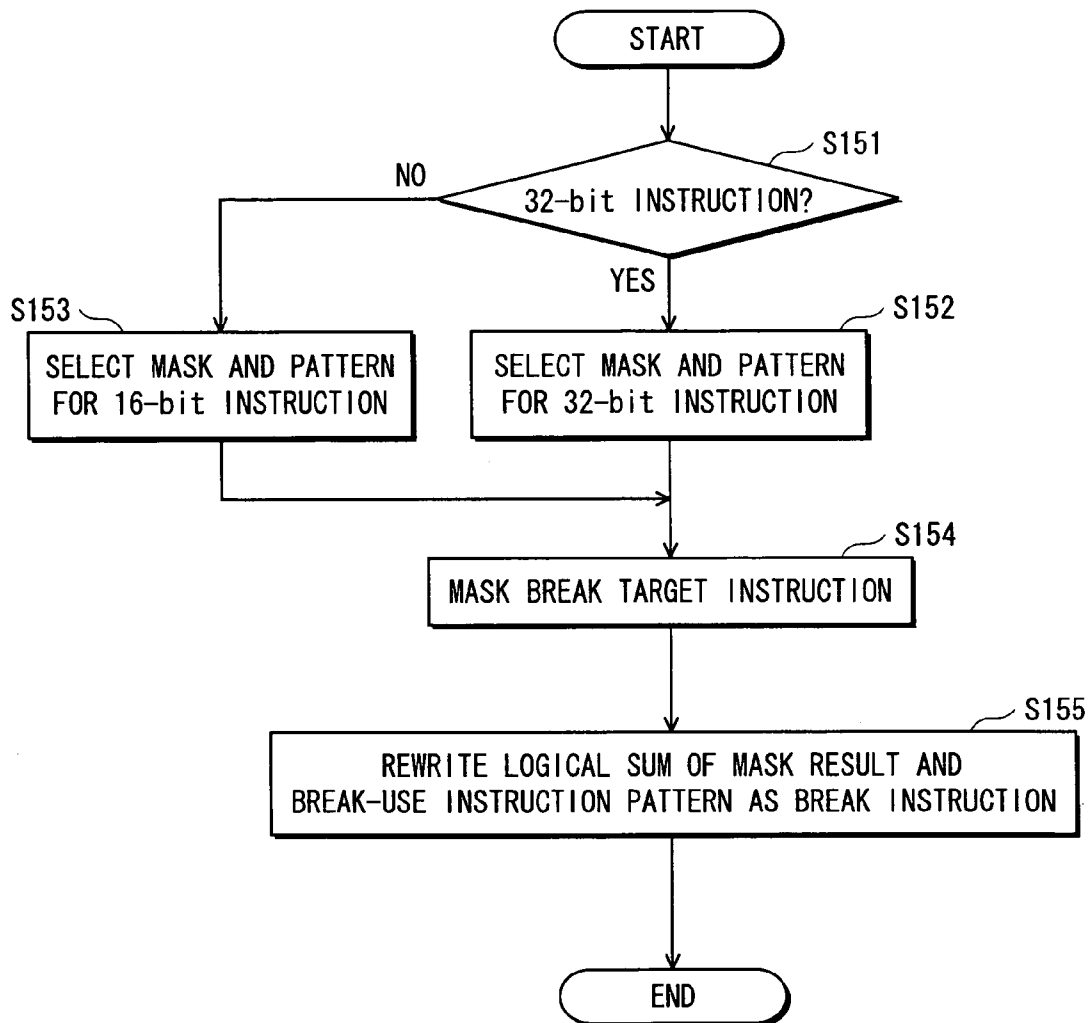 START
S151
NO
32-bit INSTRUCTION?
YES
S153
S152
SELECT MASK AND PATTERN
FOR 16-bit INSTRUCTION
SELECT MASK AND PATTERN
FOR 32-bit INSTRUCTION
S154
MASK BREAK TARGET INSTRUCTION
S155
REWRITE LOGICAL SUM OF MASK RESULT AND
BREAK-USE INSTRUCTION PATTERN AS BREAK INSTRUCTION
END